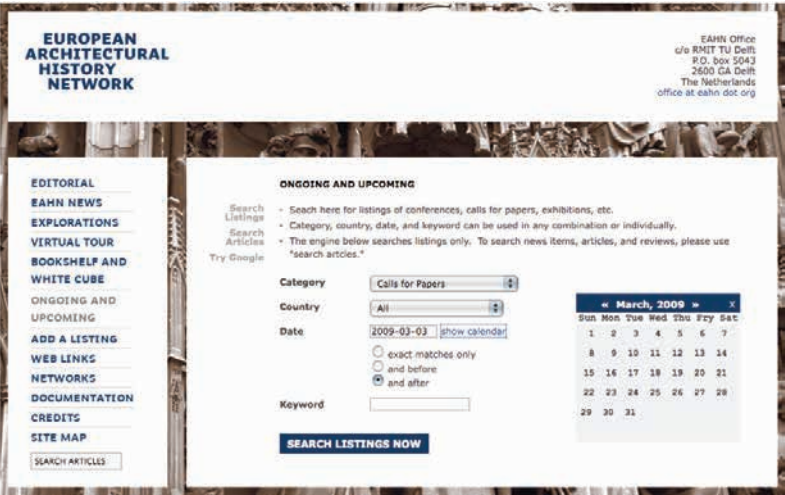 EUROPEAN
ARCHITECTURAL
HISTORY
NETWORK
EAHN Office
c/o RMIT TU Delft
P.O. box 5043
2600 GA Delft
The Netherlands
office at eahn dot org
EDITORIAL
EAHN NEWS
EXPLORATIONS
VIRTUAL TOUR
BOOKSHELF AND
WHITE CUBE
ONGOING AND
UPCOMING
ADD A LISTING
WEB LINKS
NETWORKS
DOCUMENTATION
CREDITS
SITE MAP
SEARCH ARTICLES
Search
Listings
Search
Articles
Try Google
ONGOING AND UPCOMING
- Seach here for listings of conferences, calls for papers, exhibitions, etc.
- Category, country, date, and keyword can be used in any combination or individually.
- The engine below searches listings only. To search news items, articles, and reviews, please use
"search artcles."
Category Calls for Papers
Country All
Date 2009-03-03 show calendar
exact matches only
and before
and after
Keyword
SEARCH LISTINGS NOW
« March, 2009 » x
Sun Mon Tue Wed Thu Fry Sat
1 2 3 4 5 6 7
8 9 10 11 12 13 14
15 16 17 18 19 20 21
22 23 24 25 26 27 28
29 30 31